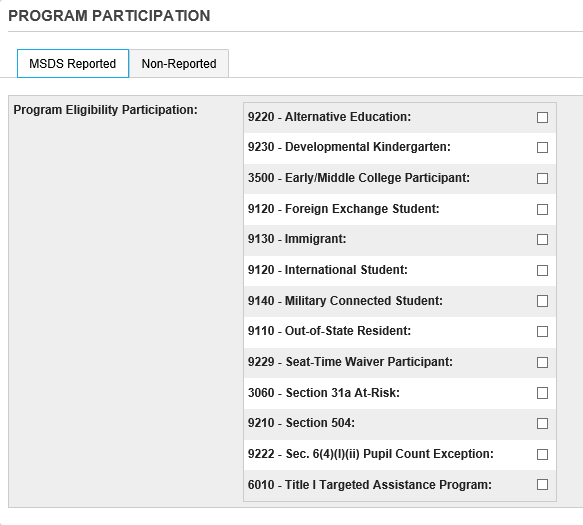 PROGRAM PARTICIPATION
MSDS Reported
Non-Reported
Program Eligibility Participation:
9220 - Alternative Education:
9230 - Developmental Kindergarten:
3500 - Early/Middle College Participant:
9120 - Foreign Exchange Student:
9130 - Immigrant:
9120 - International Student:
9140 - Military Connected Student:
9110 - Out-of-State Resident:
9229 - Seat-Time Waiver Participant:
3060 - Section 31a At-Risk:
9210 - Section 504:
9222 - Sec. 6(4)(l)(ii) Pupil Count Exception:
6010 - Title I Targeted Assistance Program: